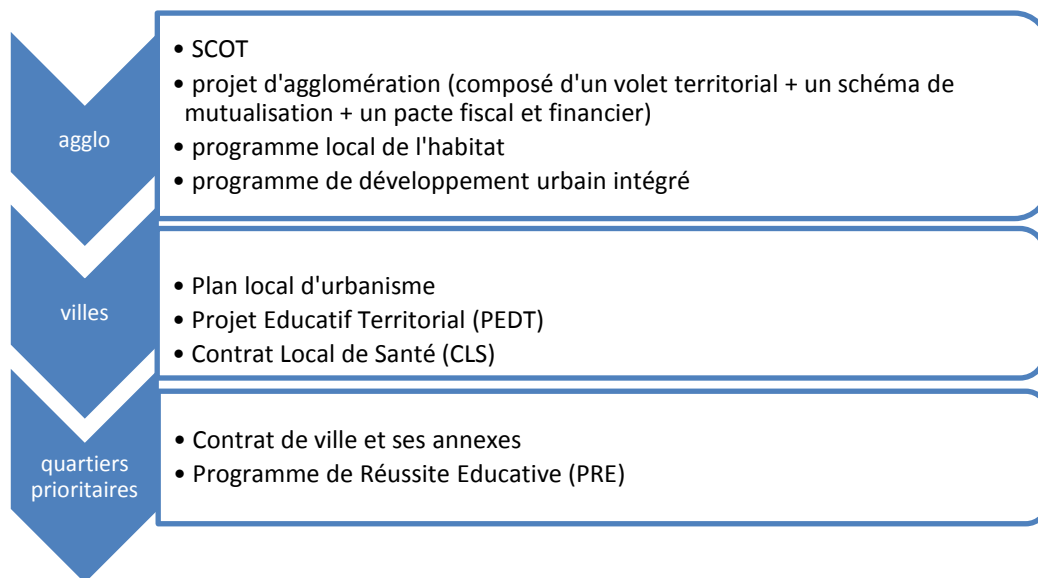 agglo
• SCOT
• projet d'agglomération (composé d'un volet territorial + un schéma de
mutualisation + un pacte fiscal et financier)
• programme local de l'habitat
• programme de développement urbain intégré
villes
• Plan local d'urbanisme
• Projet Educatif Territorial (PEDT)
• Contrat Local de Santé (CLS)
quartiers
prioritaires
• Contrat de ville et ses annexes
• Programme de Réussite Educative (PRE)